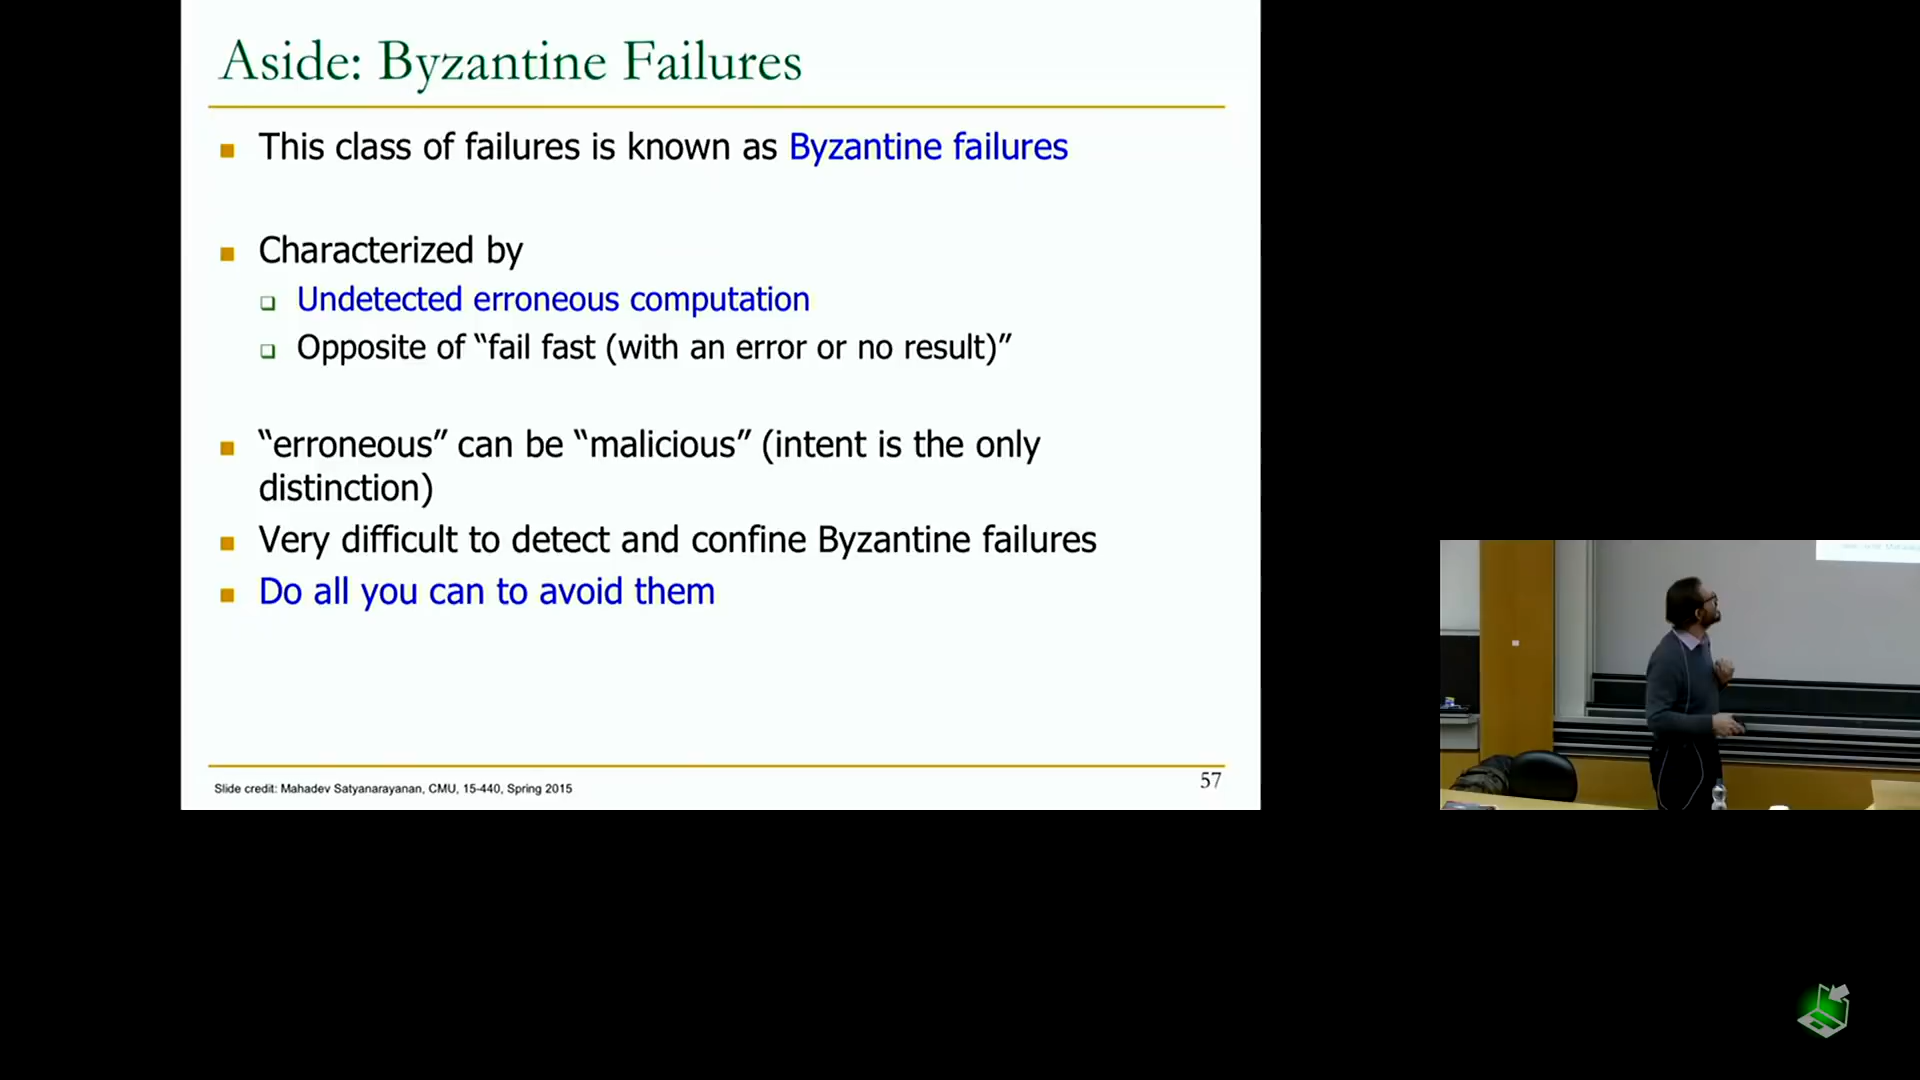 Aside: Byzantine Failures
This class of failures is known as Byzantine failures
Characterized by
Undetected erroneous computation
Opposite of “fail fast (with an error or no result)”
“erroneous” can be “malicious” (intent is the only
distinction)
Very difficult to detect and confine Byzantine failures
Do all you can to avoid them
Slide credit: Mahadev Satyanarayanan, CMU, 15-440, Spring 2015
57